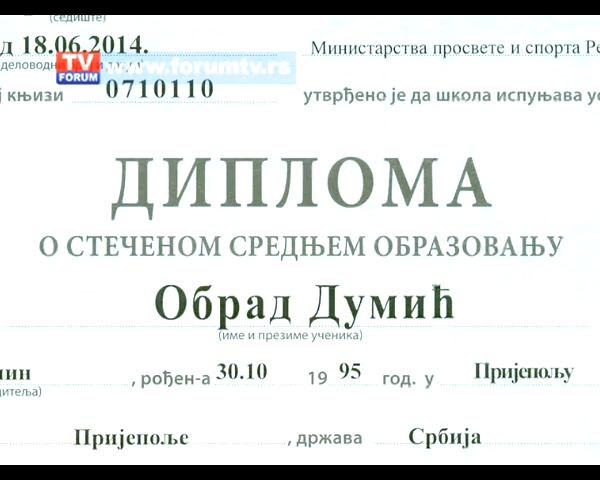 (седиште)
д 18.06.2014.
Министарства просвете и спорта Ре
TV FORUM
www.forumtv.rs
ј књизи 0710110 утврђено је да школа испуњава ус
ДИПЛОМА
О СТЕЧЕНОМ СРЕДЊЕМ ОБРАЗОВАЊУ
Обрад Думић
(име и презиме ученика)
, рођен-а 30.10 19 95 год. у Пријепољу
Пријепоље , држава Србија